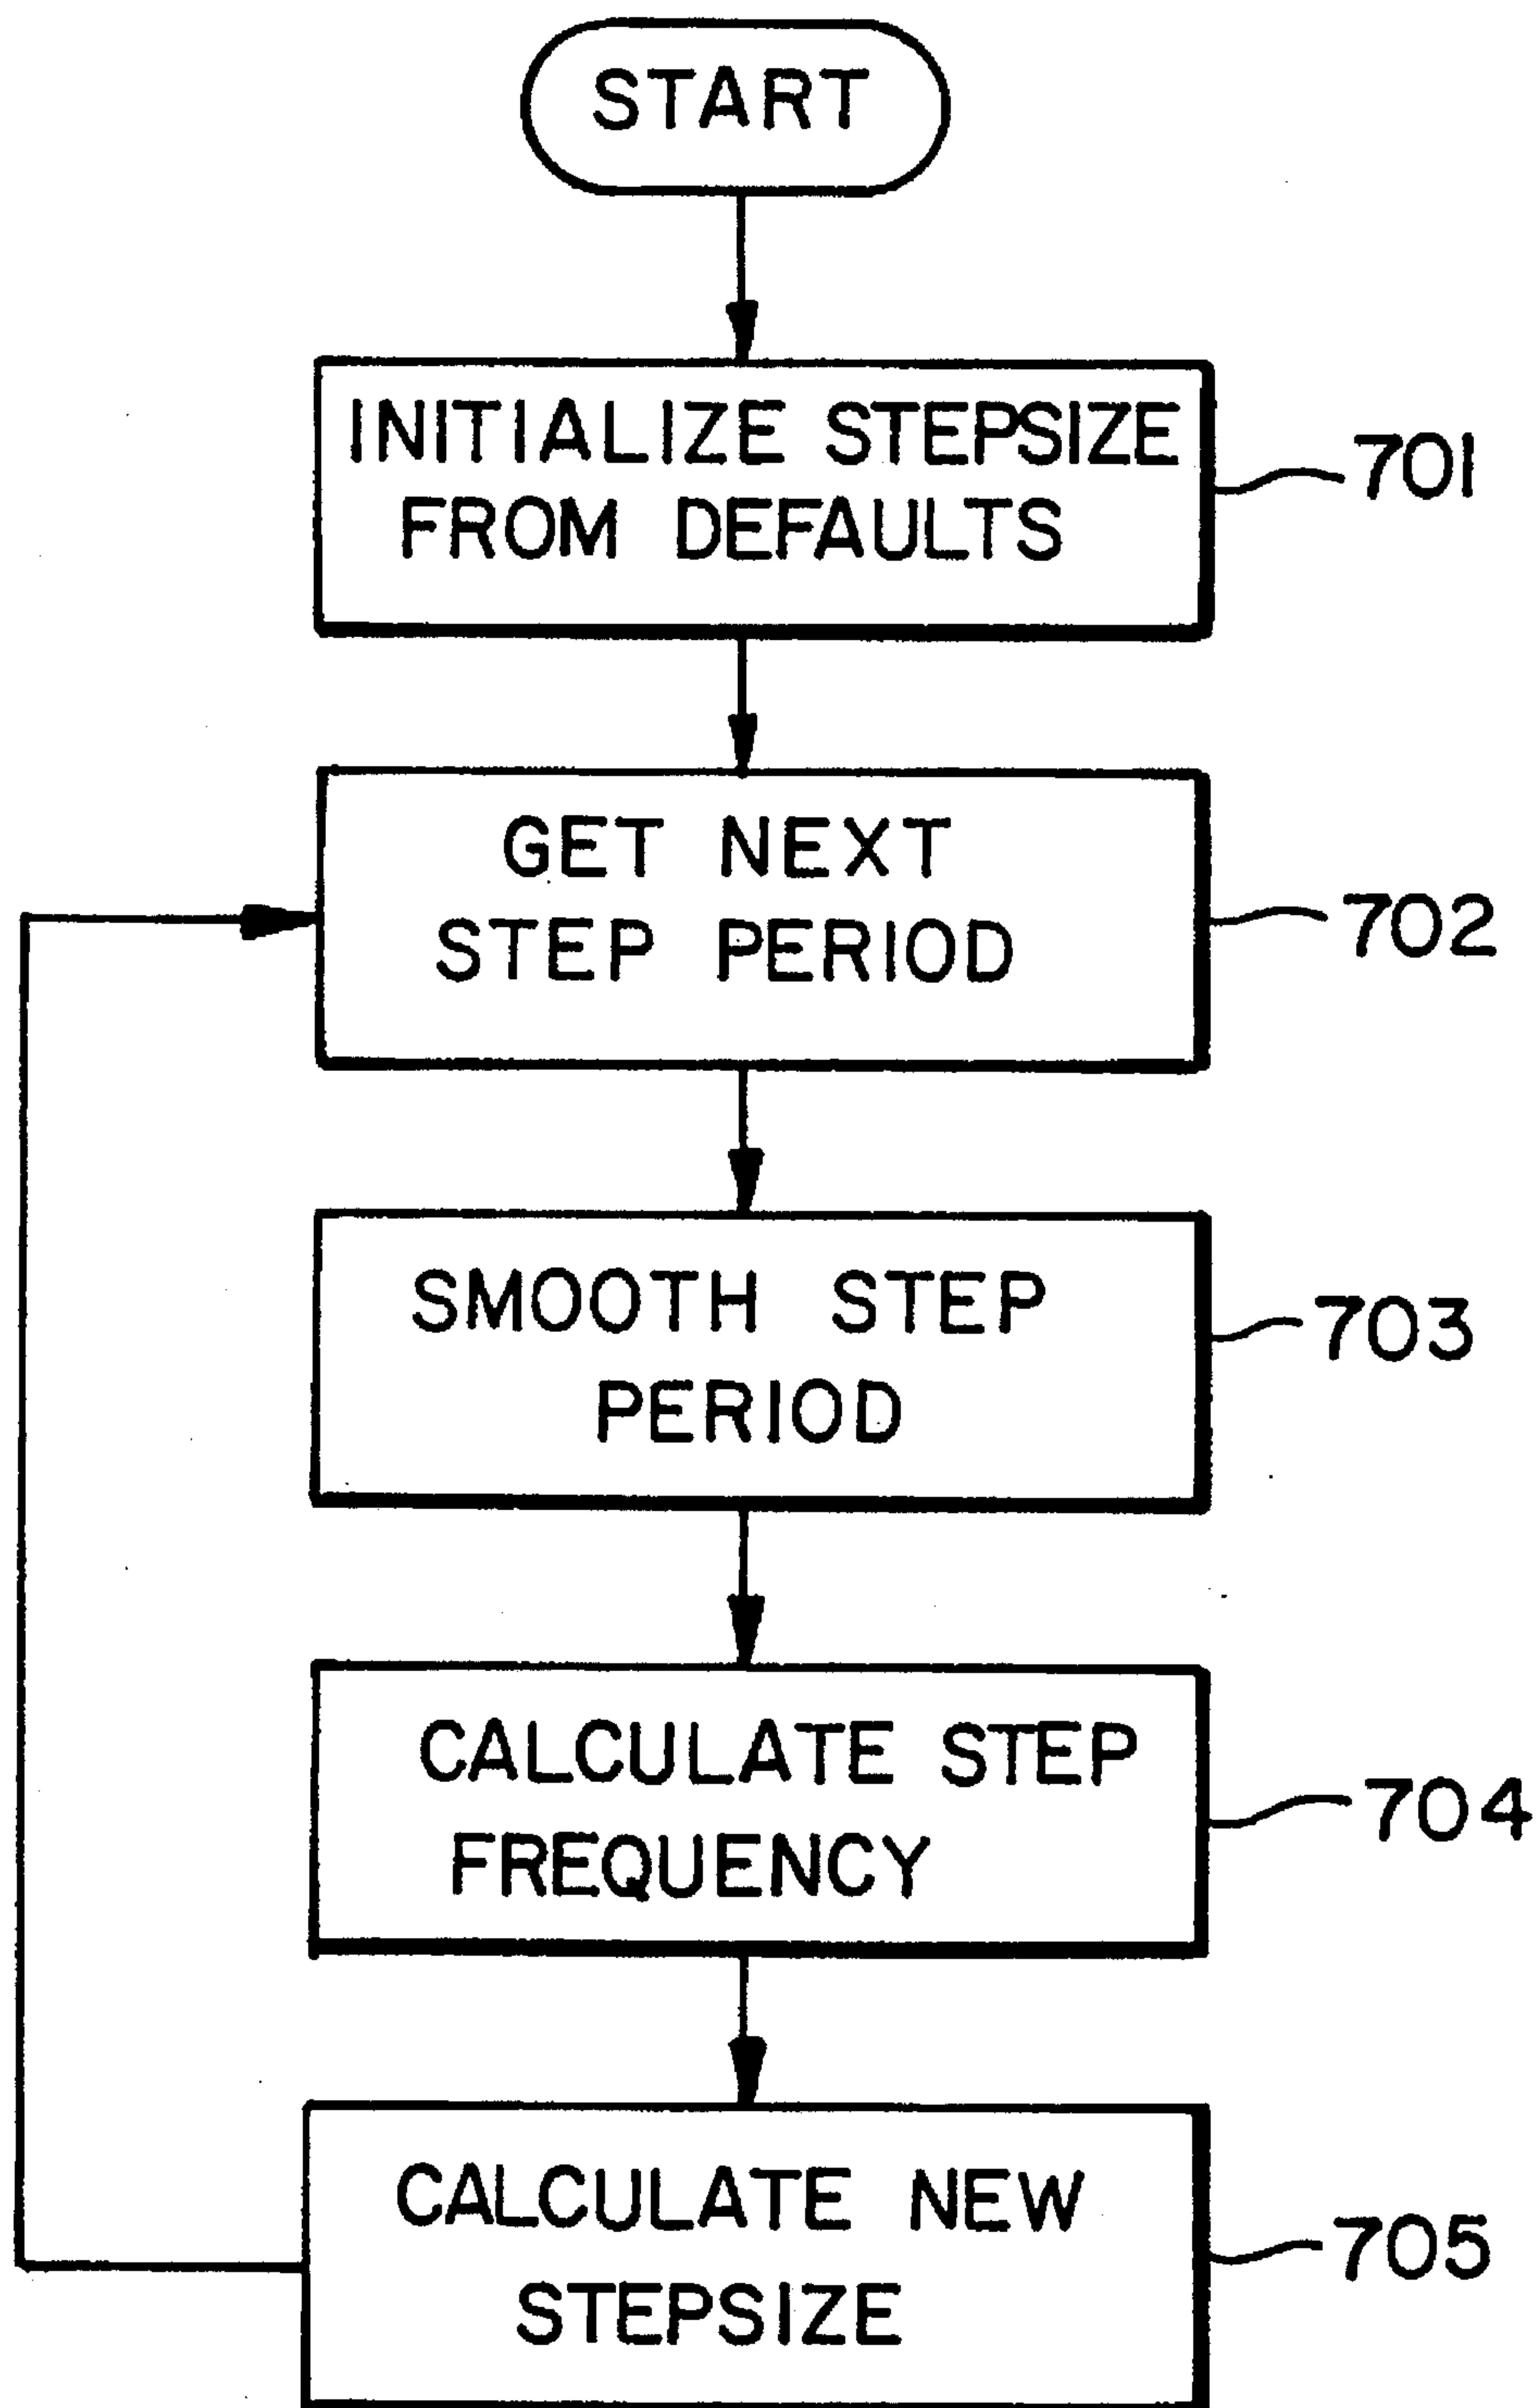 START
INITIALIZE STEPSIZE
FROM DEFAULTS
701
GET NEXT
STEP PERIOD
702
SMOOTH STEP
PERIOD
703
CALCULATE STEP
FREQUENCY
704
CALCULATE NEW
STEPSIZE
705